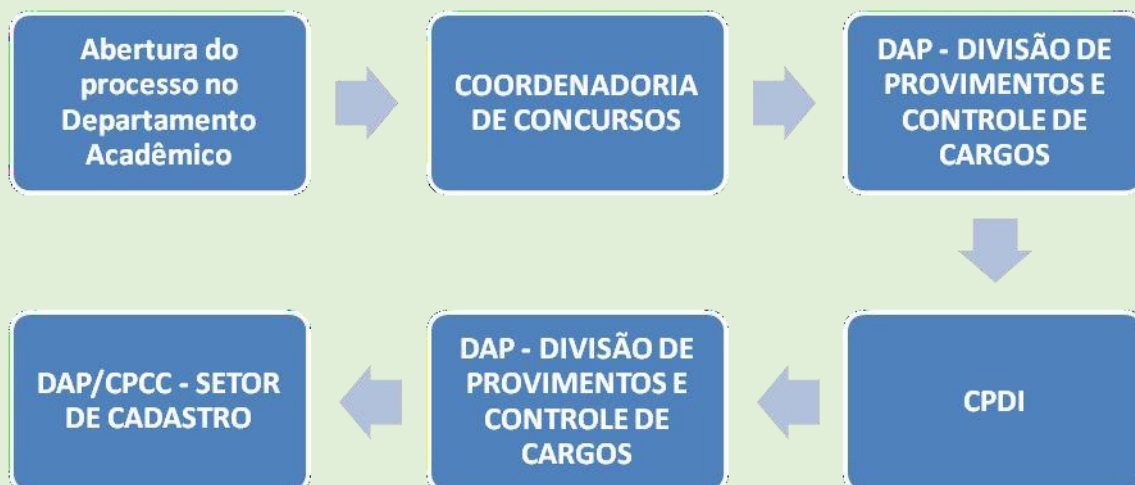 Abertura do
processo no
Departamento
Acadêmico
COORDENADORIA
DE CONCURSOS
DAP - DIVISÃO DE
PROVIMENTOS E
CONTROLE DE
CARGOS
CPDI
DAP - DIVISÃO DE
PROVIMENTOS E
CONTROLE DE
CARGOS
DAP/CPCC - SETOR
DE CADASTRO